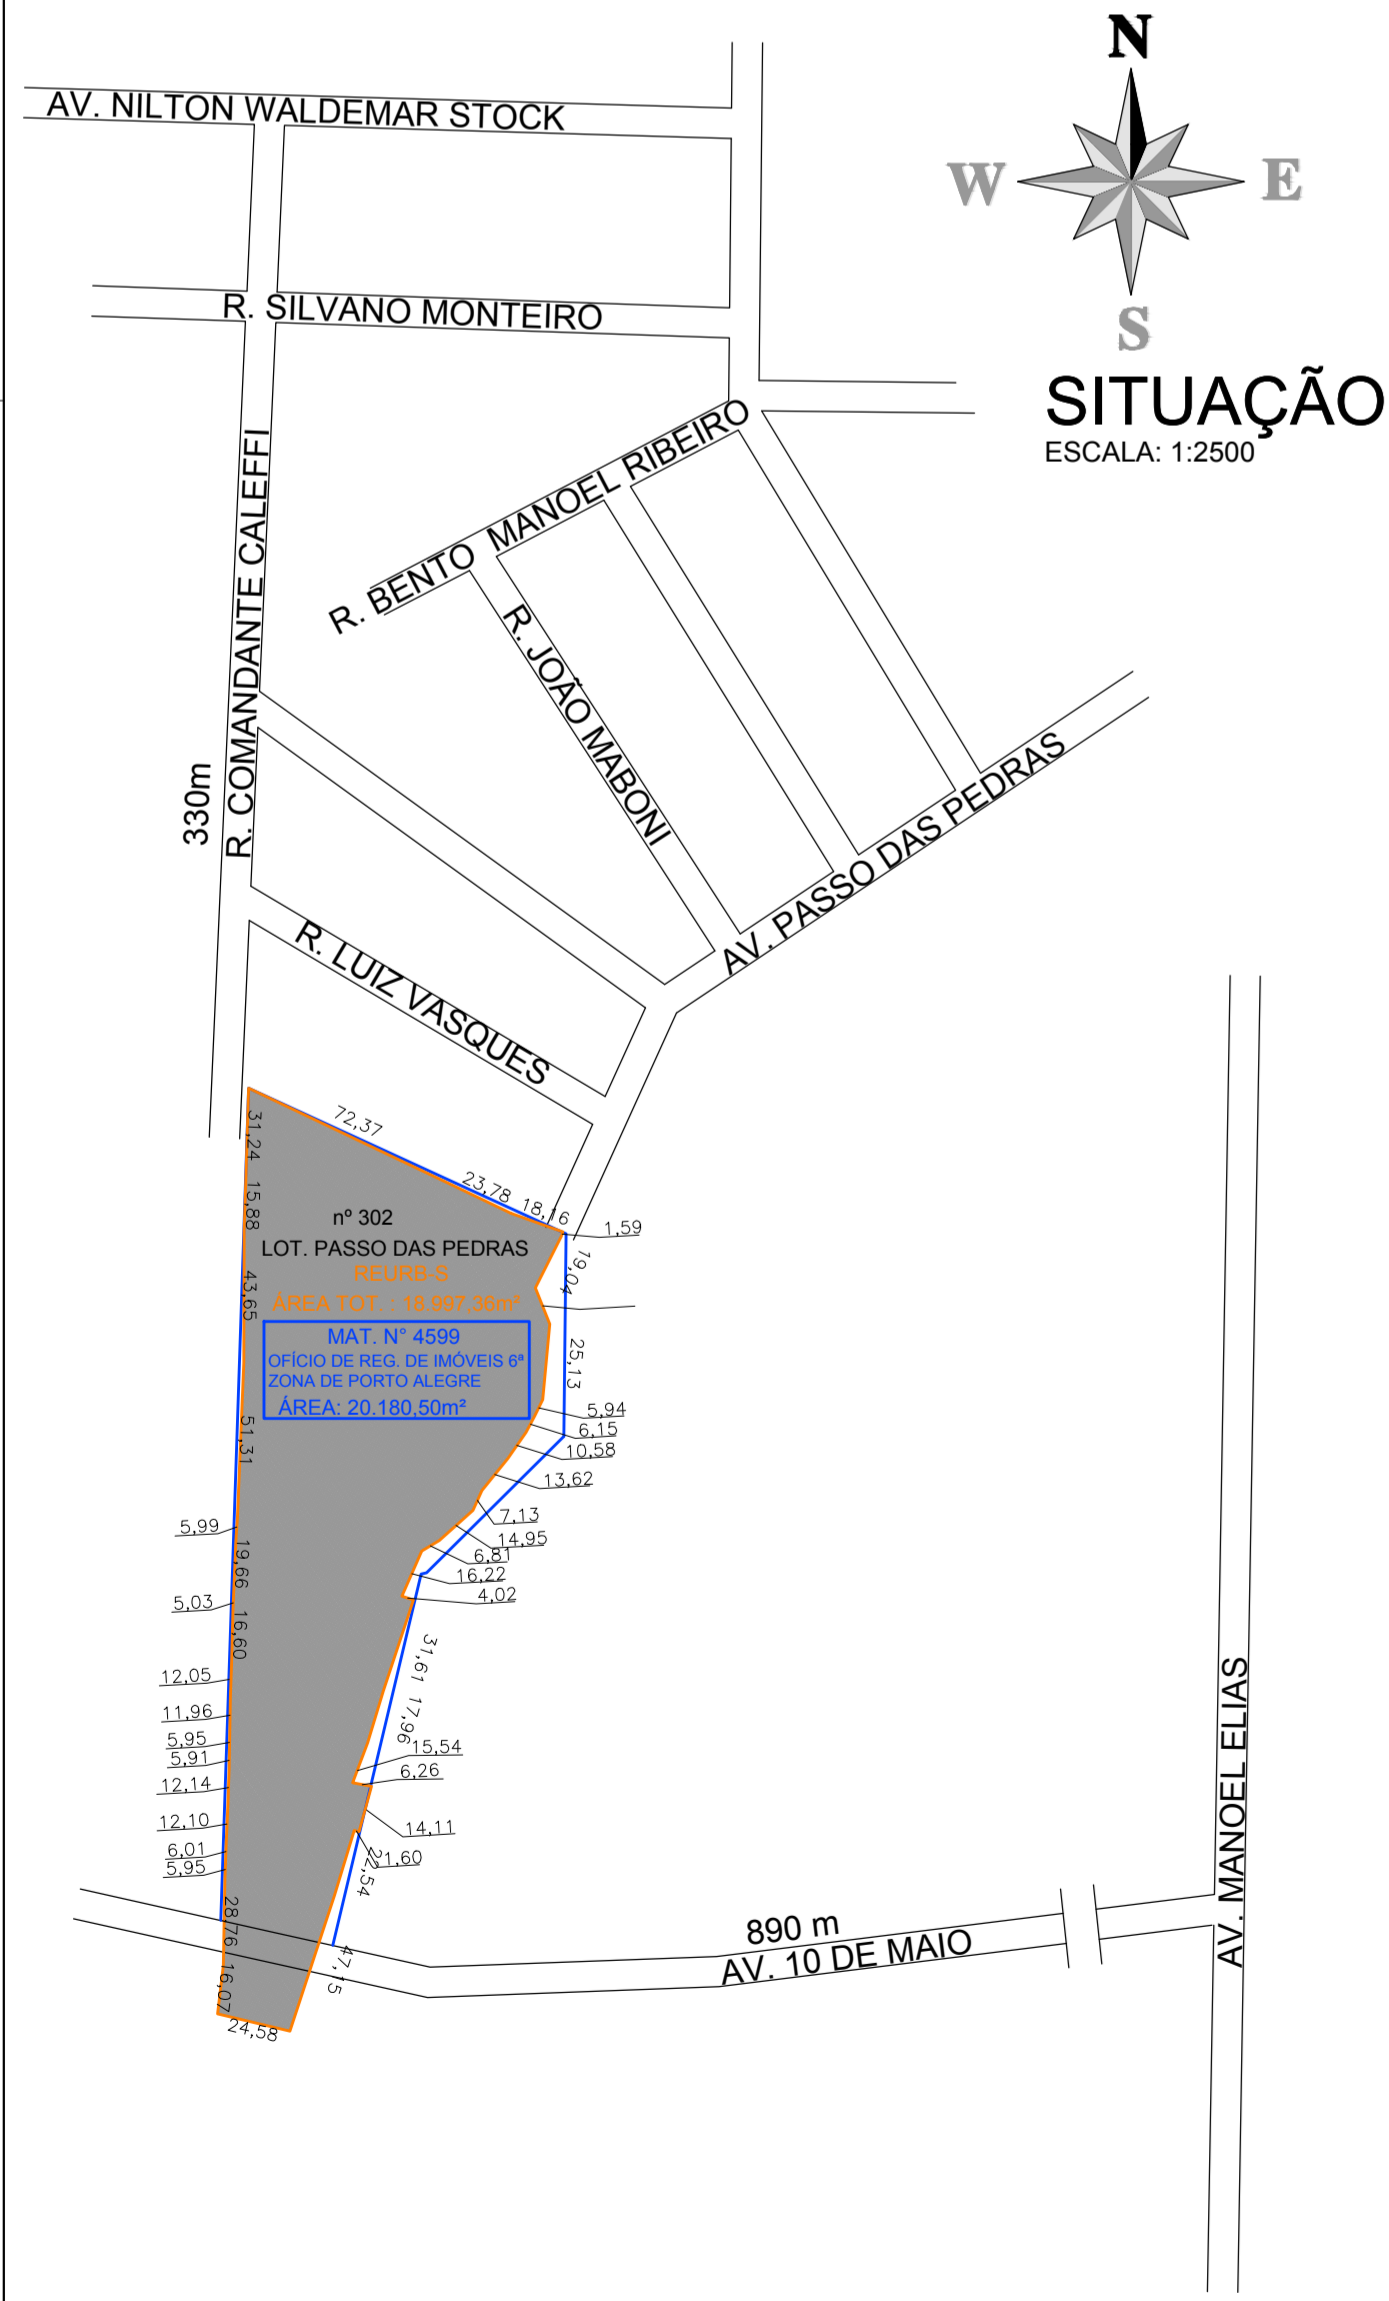 N
W
E
S
SITUAÇÃO
ESCALA: 1:2500
AV. NILTON WALDEMAR STOCK
R. SILVANO MONTEIRO
R. COMANDANTE CALEFFI
330m
R. BENTO MANOEL RIBEIRO
R. JOÃO MABONI
AV. PASSO DAS PEDRAS
R. LUIZ VASQUES
72,37
23,78
18,16
1,59
31,24
15,88
nº 302
LOT. PASSO DAS PEDRAS
REURB-S
ÁREA TOT. : 18.997.36m²
MAT. N° 4599
OFÍCIO DE REG. DE IMÓVEIS 6ª
ZONA DE PORTO ALEGRE
ÁREA: 20.180,50m²
19,04
43,65
25,13
5,94
6,15
10,58
13,62
51,31
7,13
14,95
6,81
16,22
4,02
5,99
19,66
5,03
16,60
31,61
17,96
12,05
11,96
5,95
5,91
12,14
12,10
6,01
5,95
15,54
6,26
14,11
21,60
22,54
28,76
16,07
47,15
24,58
890 m
AV. 10 DE MAIO
AV. MANOEL ELIAS